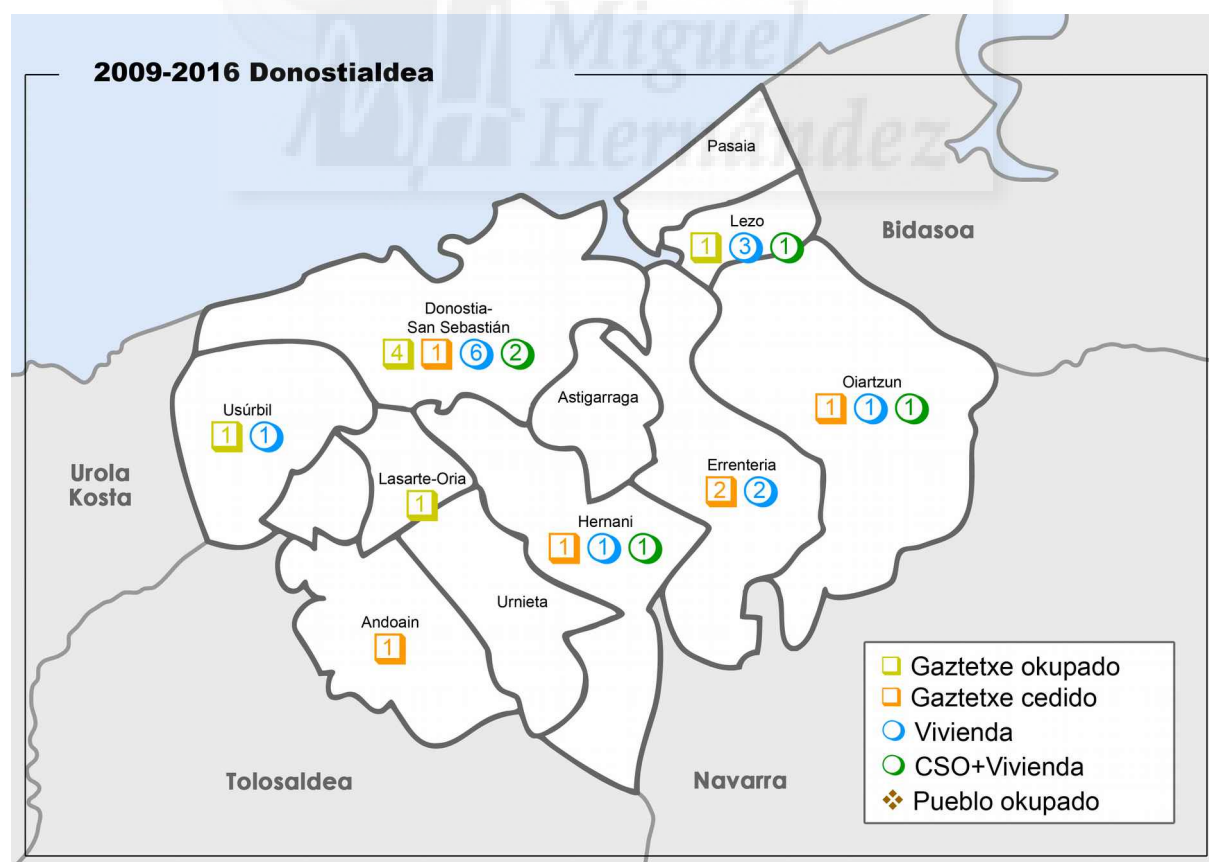 Miguel
Hernández
2009-2016 Donostialdea
Pasaia
Lezo
1 3 1
Bidasoa
Donostia-
San Sebastián
4 1 6 2
Astigarraga
Oiartzun
1 1 1
Usúrbil
1 1
Urola
Kosta
Lasarte-Oria
1
Errenteria
2 2
Hernani
1 1 1
Urnieta
Andoain
1
Tolosaldea
Navarra
Gaztetxe okupado
Gaztetxe cedido
Vivienda
CSO+Vivienda
Pueblo okupado